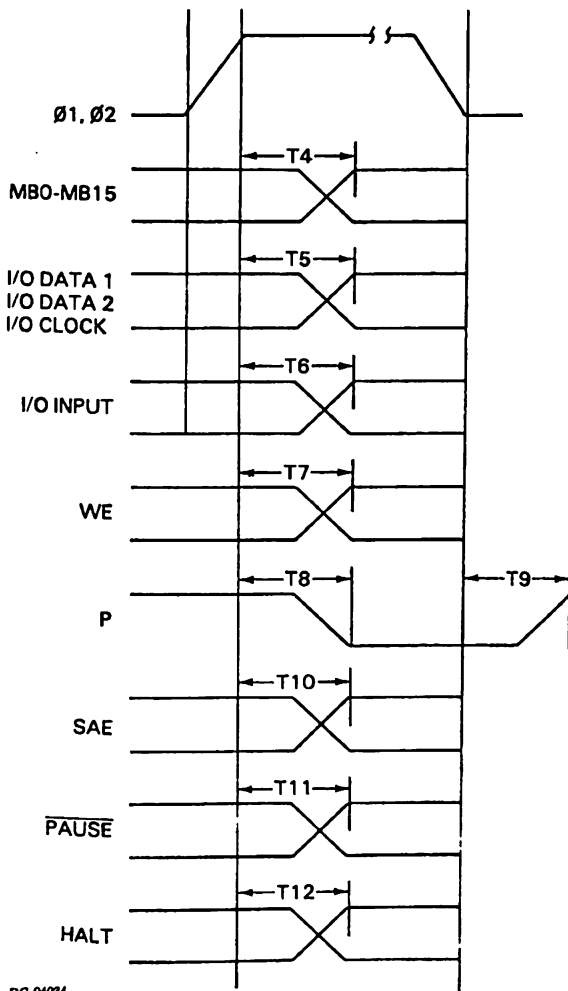 Ø1, Ø2
T4
MB0-MB15
T5
I/O DATA 1
I/O DATA 2
I/O CLOCK
T6
I/O INPUT
T7
WE
T8
T9
P
T10
SAE
T11
PAUSE
T12
HALT